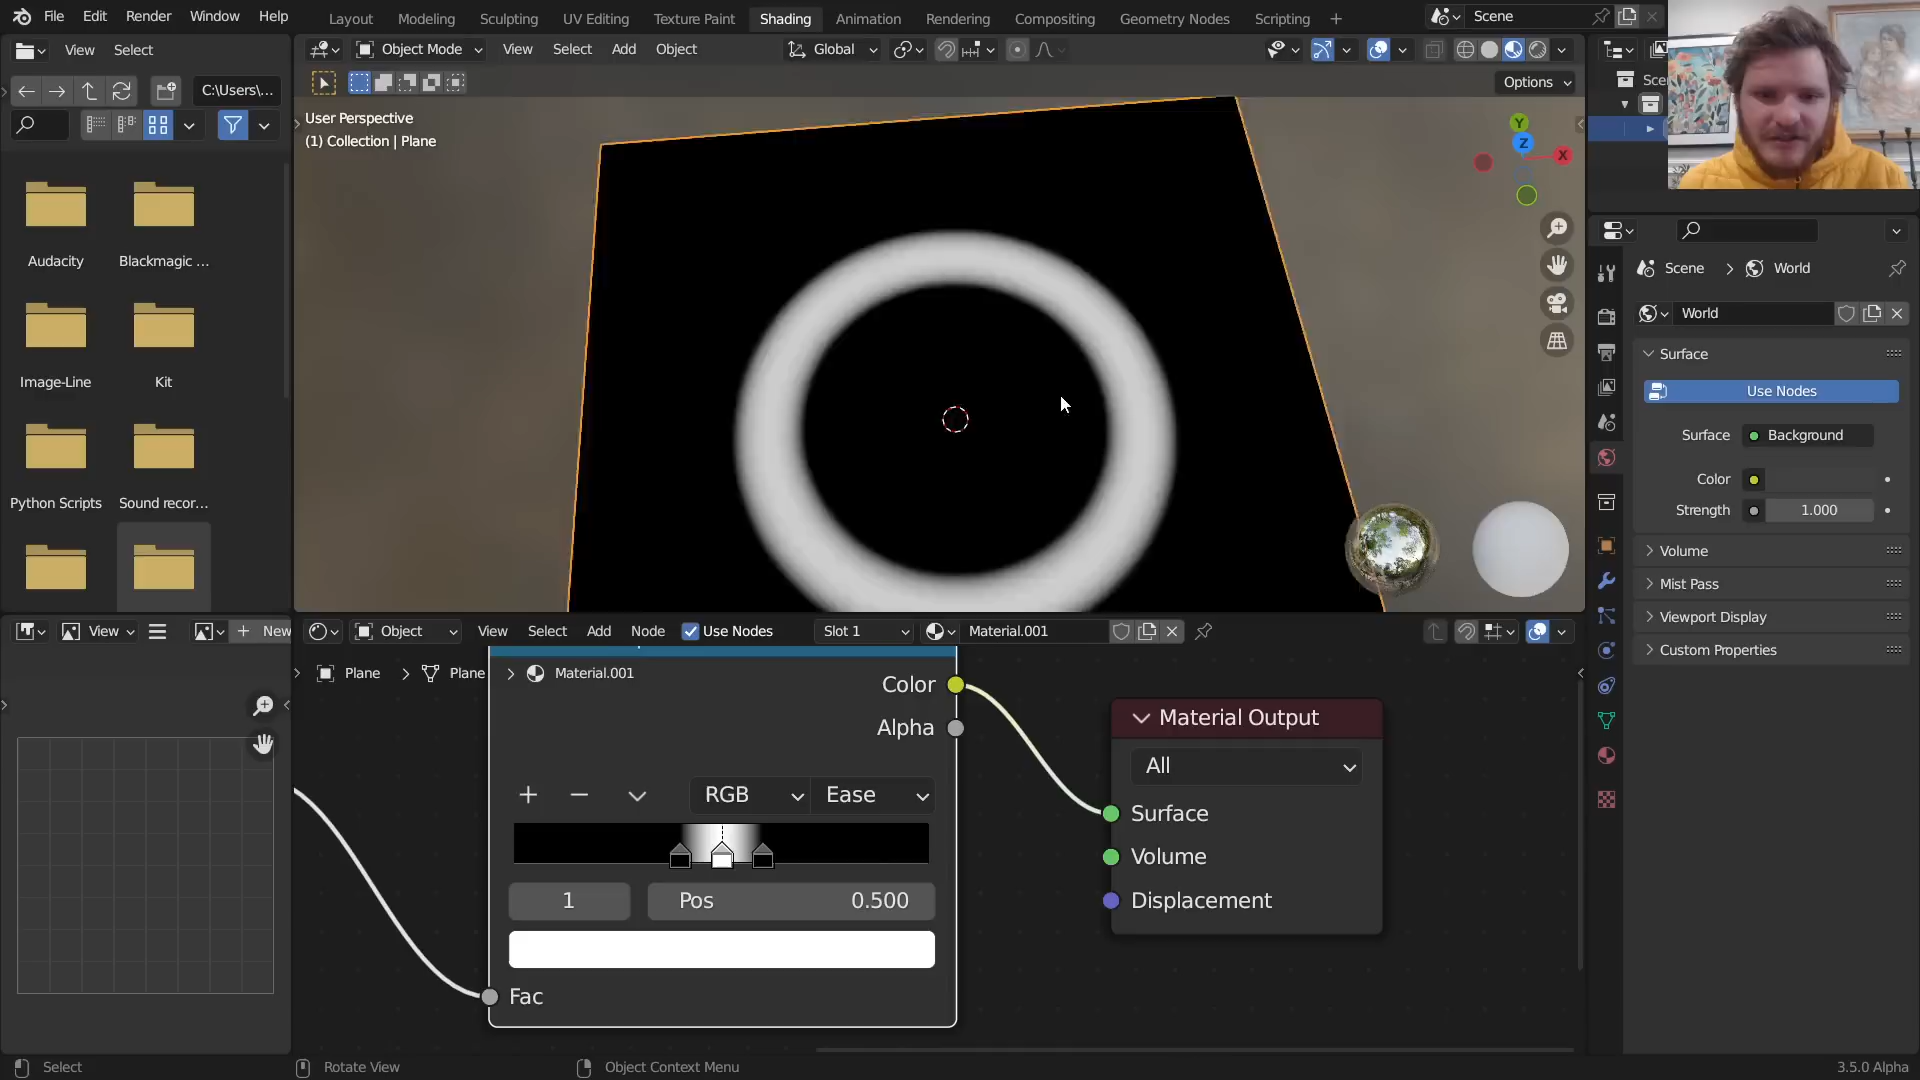 File Edit Render Window Help
Layout Modeling Sculpting UV Editing Texture Paint Shading Animation Rendering Compositing Geometry Nodes Scripting +
Scene
View Select
Object Mode View Select Add Object Global
C:\Users\...
Options
User Perspective
(1) Collection | Plane
Y
Z
X
Audacity Blackmagic ...
Image-Line Kit
Python Scripts Sound recor...
Scene > World
World
Surface
Use Nodes
Surface Background
Color
Strength 1.000
Volume
Mist Pass
Viewport Display
Custom Properties
View + New
Object View Select Add Node Use Nodes Slot 1 Material.001
Plane > Plane > Material.001
Color
Alpha
+ − RGB Ease
1 Pos 0.500
Fac
Material Output
All
Surface
Volume
Displacement
Select Rotate View Object Context Menu 3.5.0 Alpha